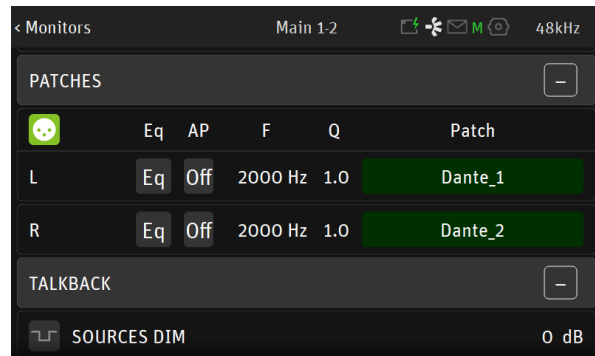 < Monitors Main 1-2 M 48kHz
PATCHES −
Eq AP F Q Patch
L Eq Off 2000 Hz 1.0 Dante_1
R Eq Off 2000 Hz 1.0 Dante_2
TALKBACK −
SOURCES DIM 0 dB